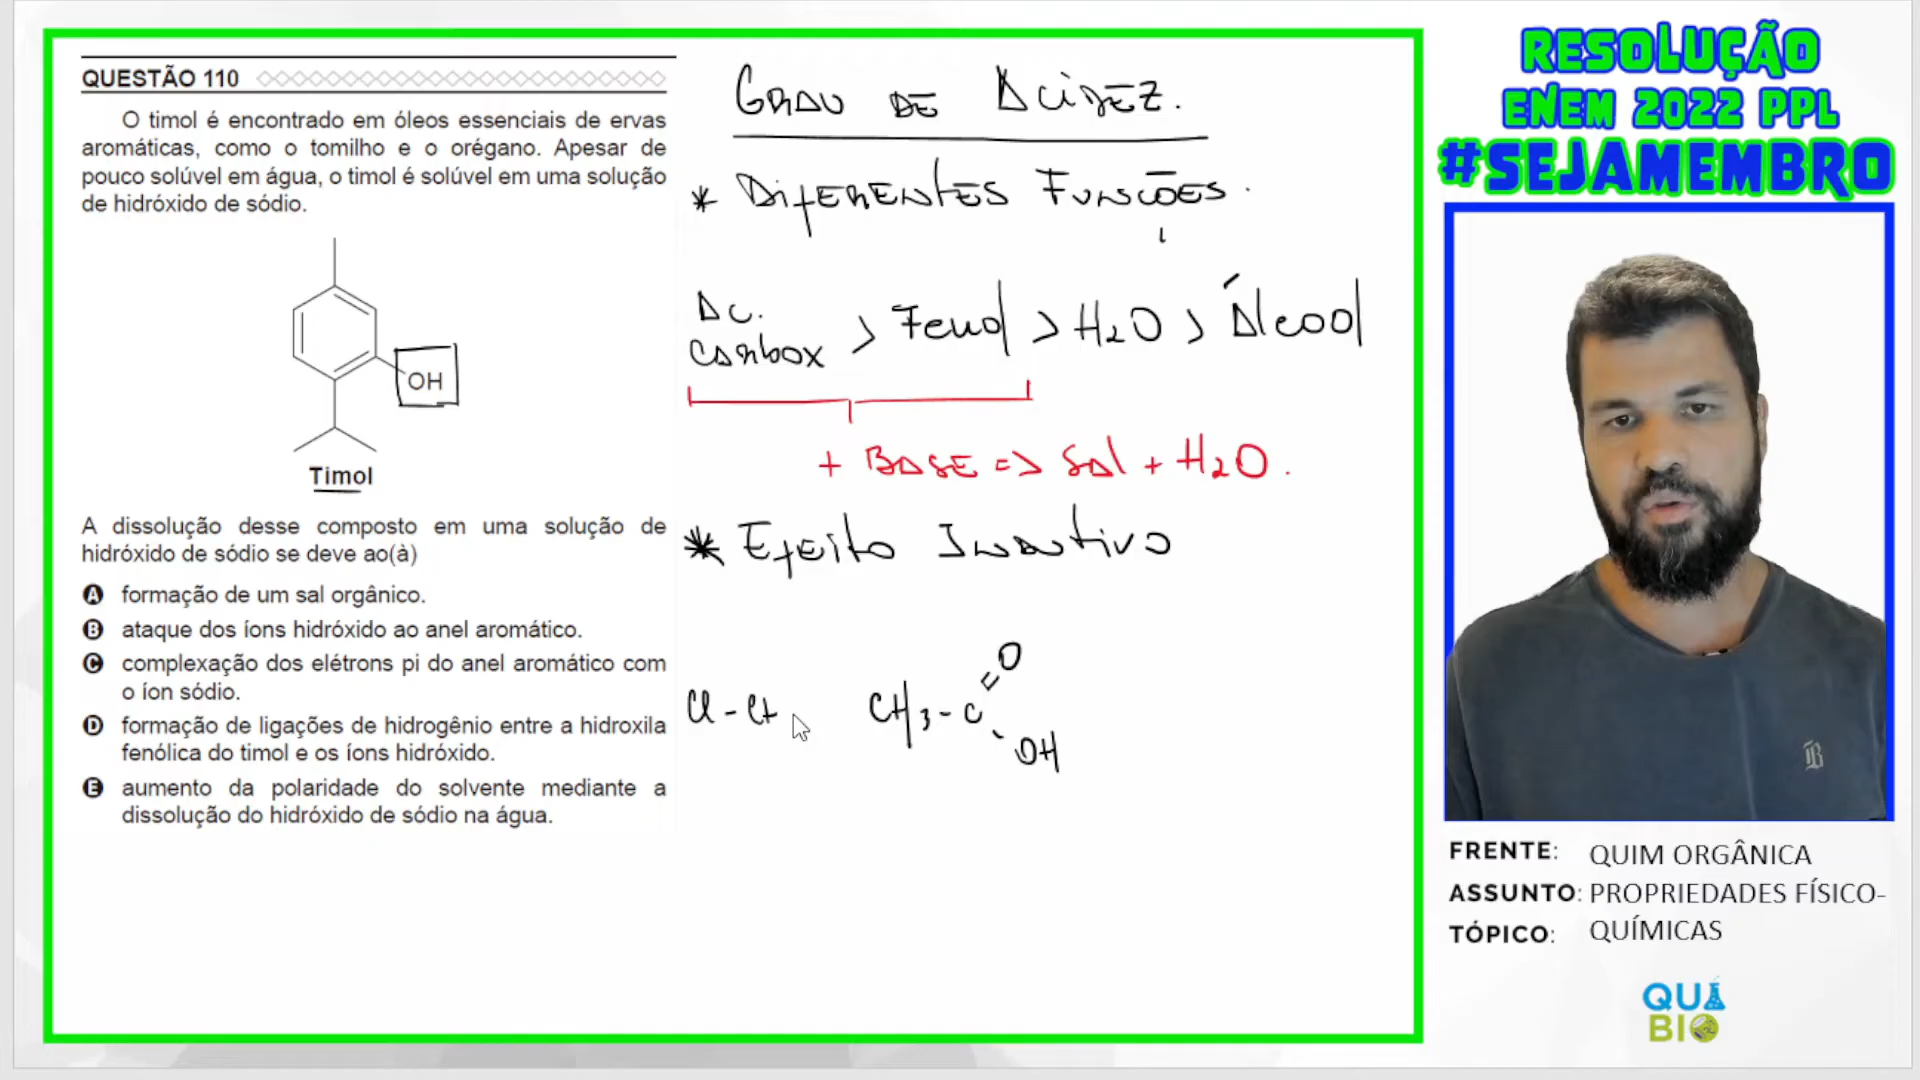 QUESTÃO 110
O timol é encontrado em óleos essenciais de ervas
aromáticas, como o tomilho e o orégano. Apesar de
pouco solúvel em água, o timol é solúvel em uma solução
de hidróxido de sódio.
OH
Timol
A dissolução desse composto em uma solução de
hidróxido de sódio se deve ao(à)
A formação de um sal orgânico.
B ataque dos íons hidróxido ao anel aromático.
C complexação dos elétrons pi do anel aromático com
o íon sódio.
D formação de ligações de hidrogênio entre a hidroxila
fenólica do timol e os íons hidróxido.
E aumento da polaridade do solvente mediante a
dissolução do hidróxido de sódio na água.
GRAU DE ACIDEZ.
* DIFERENTES FUNÇÕES.
Ac.
Carbox > Fenol > H2O > Álcool
+ BASE => Sal + H2O.
* Efeito Indutivo
Cl - CH
CH3 - C
=O
- OH
RESOLUÇÃO
ENEM 2022 PPL
#SEJAMEMBRO
FRENTE: QUIM ORGÂNICA
ASSUNTO: PROPRIEDADES FÍSICO-
TÓPICO: QUÍMICAS
QUÍ
BIO